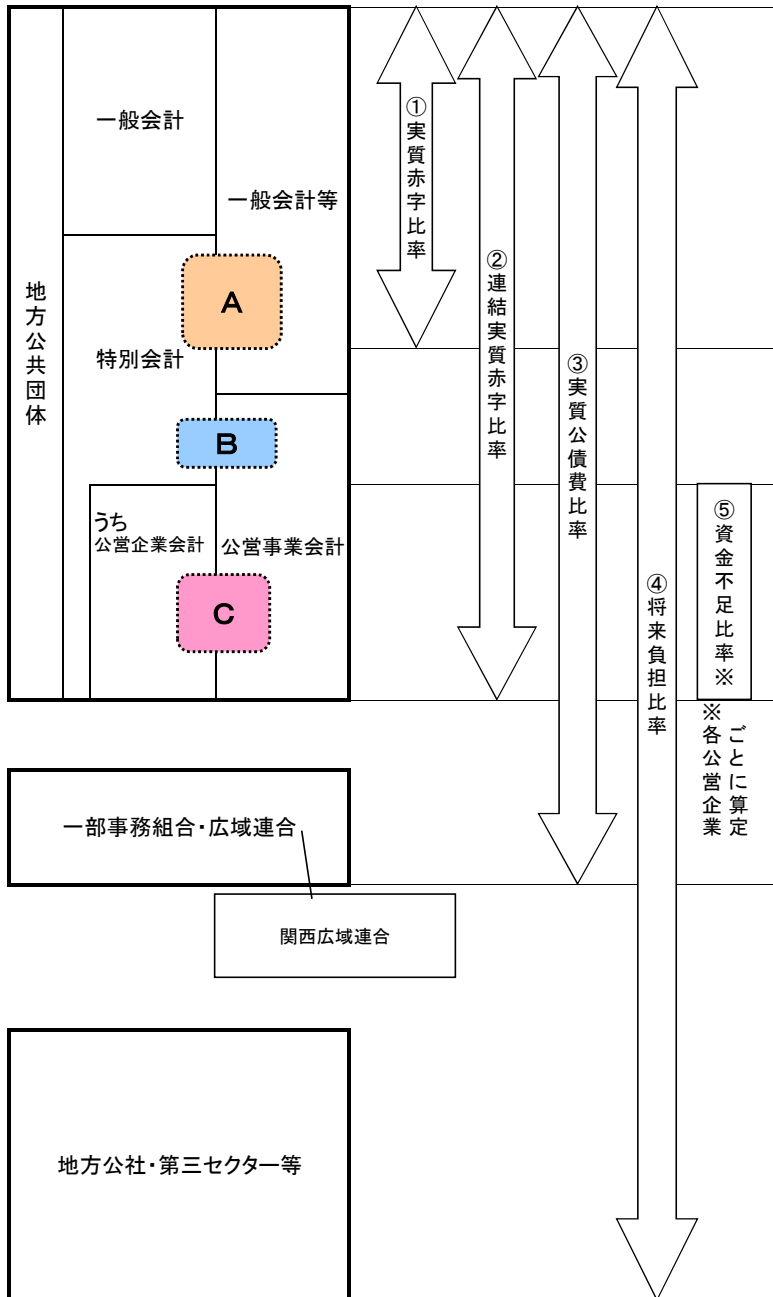 地方公共団体
一般会計
一般会計等
特別会計
A
B
うち
公営企業会計
公営事業会計
C
①実質赤字比率
②連結実質赤字比率
③実質公債費比率
④将来負担比率
⑤資金不足比率※
※各公営企業
ごとに算定
一部事務組合・広域連合
関西広域連合
地方公社・第三セクター等